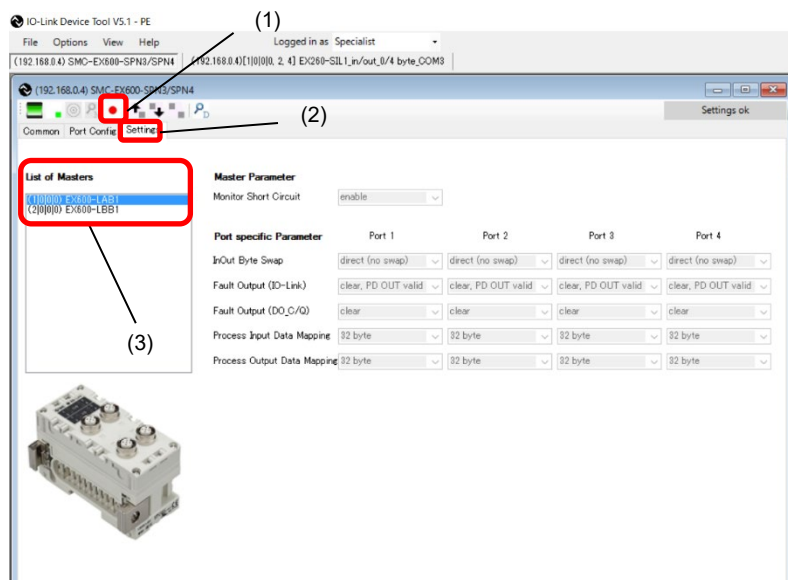 (1)
IO-Link Device Tool V5.1 - PE
File Options View Help Logged in as Specialist
(192.168.0.4) SMC-EX600-SPN3/SPN4 (192.168.0.4)[1|0|0|0, 2, 4] EX260-SIL1_in/out_0/4 byte_COM3
(192.168.0.4) SMC-EX600-SPN3/SPN4
Settings ok
(2)
Common Port Config Settings
List of Masters Master Parameter
(1|0|0|0) EX600-LAB1 Monitor Short Circuit enable
(2|0|0|0) EX600-LBB1
Port specific Parameter Port 1 Port 2 Port 3 Port 4
InOut Byte Swap direct (no swap) direct (no swap) direct (no swap) direct (no swap)
Fault Output (IO-Link) clear, PD OUT valid clear, PD OUT valid clear, PD OUT valid clear, PD OUT valid
Fault Output (DO_C/Q) clear clear clear clear
Process Input Data Mapping 32 byte 32 byte 32 byte 32 byte
(3)
Process Output Data Mapping 32 byte 32 byte 32 byte 32 byte